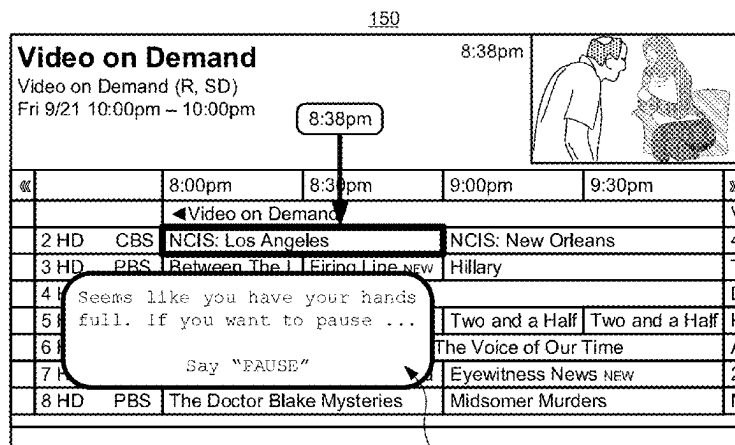 150
Video on Demand
8:38pm
Video on Demand (R, SD)
Fri 9/21 10:00pm – 10:00pm
8:38pm
8:00pm 8:30pm 9:00pm 9:30pm
◄Video on Demand
2 HD CBS NCIS: Los Angeles NCIS: New Orleans
3 HD PBS Between The L Firing Line NEW Hillary
4
5 Two and a Half Two and a Half
6 The Voice of Our Time
7 Eyewitness News NEW
8 HD PBS The Doctor Blake Mysteries Midsomer Murders
Seems like you have your hands
full. If you want to pause ...
Say “PAUSE”